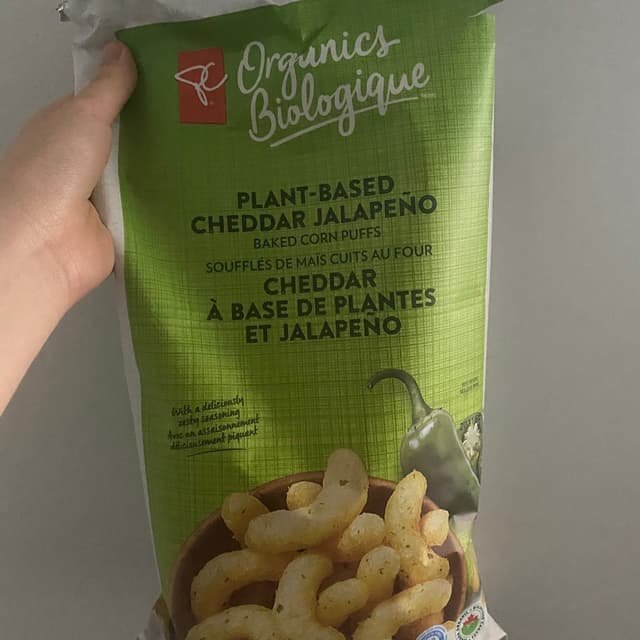 PC
Organics
Biologique
PLANT-BASED
CHEDDAR JALAPEÑO
BAKED CORN PUFFS
SOUFFLÉS DE MAÏS CUITS AU FOUR
CHEDDAR
À BASE DE PLANTES
ET JALAPEÑO
With a deliciously
zesty seasoning
Avec un assaisonnement
délicieusement piquant